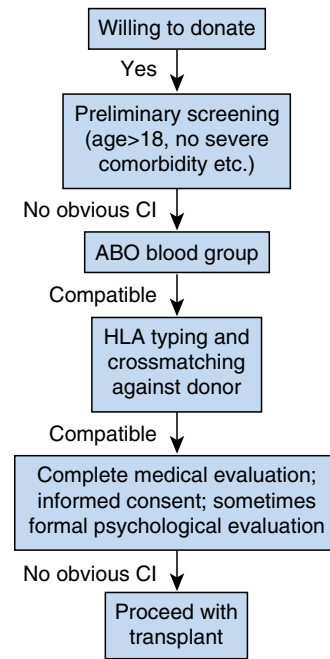 Willing to donate
Yes
Preliminary screening
(age>18, no severe
comorbidity etc.)
No obvious CI
ABO blood group
Compatible
HLA typing and
crossmatching
against donor
Compatible
Complete medical evaluation;
informed consent; sometimes
formal psychological evaluation
No obvious CI
Proceed with
transplant